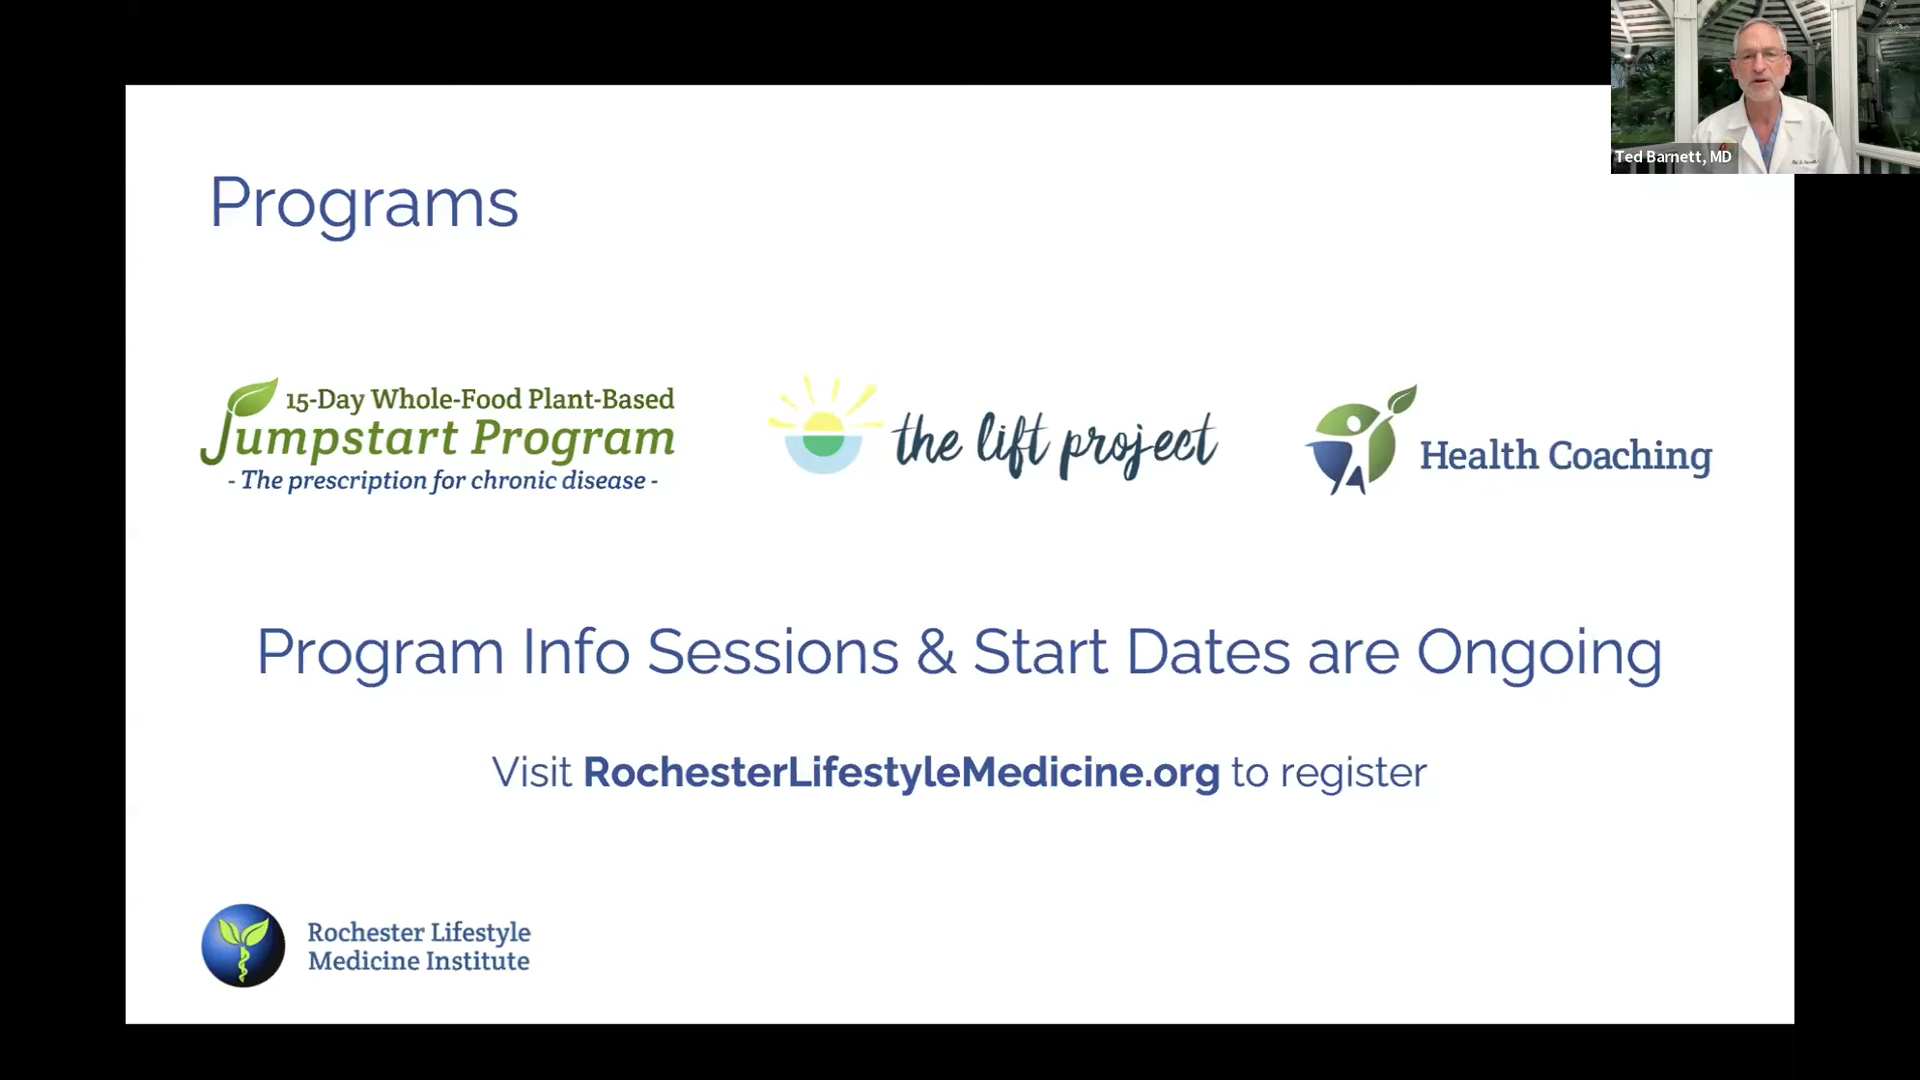 Ted Barnett, MD
Programs
15-Day Whole-Food Plant-Based
Jumpstart Program
- The prescription for chronic disease -
the lift project
Health Coaching
Program Info Sessions & Start Dates are Ongoing
Visit RochesterLifestyleMedicine.org to register
Rochester Lifestyle
Medicine Institute